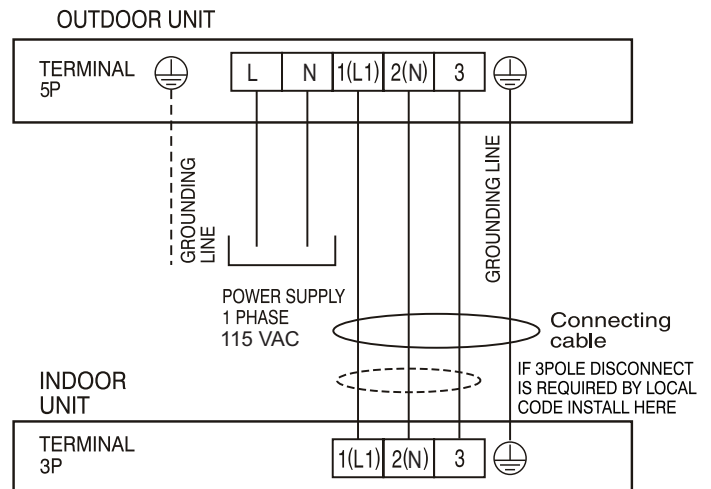 OUTDOOR UNIT
TERMINAL
5P
L N 1(L1) 2(N) 3
GROUNDING
LINE
GROUNDING LINE
POWER SUPPLY
1 PHASE
115 VAC
Connecting
cable
IF 3POLE DISCONNECT
IS REQUIRED BY LOCAL
CODE INSTALL HERE
INDOOR
UNIT
TERMINAL
3P
1(L1) 2(N) 3